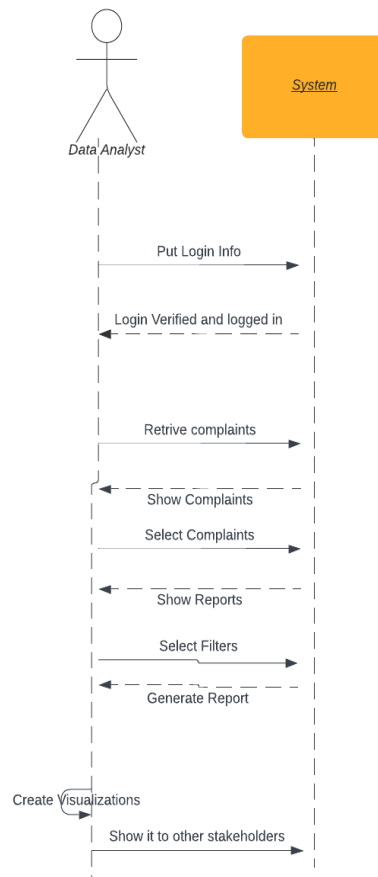 System
Data Analyst
Put Login Info
Login Verified and logged in
Retrive complaints
Show Complaints
Select Complaints
Show Reports
Select Filters
Generate Report
Create Visualizations
Show it to other stakeholders